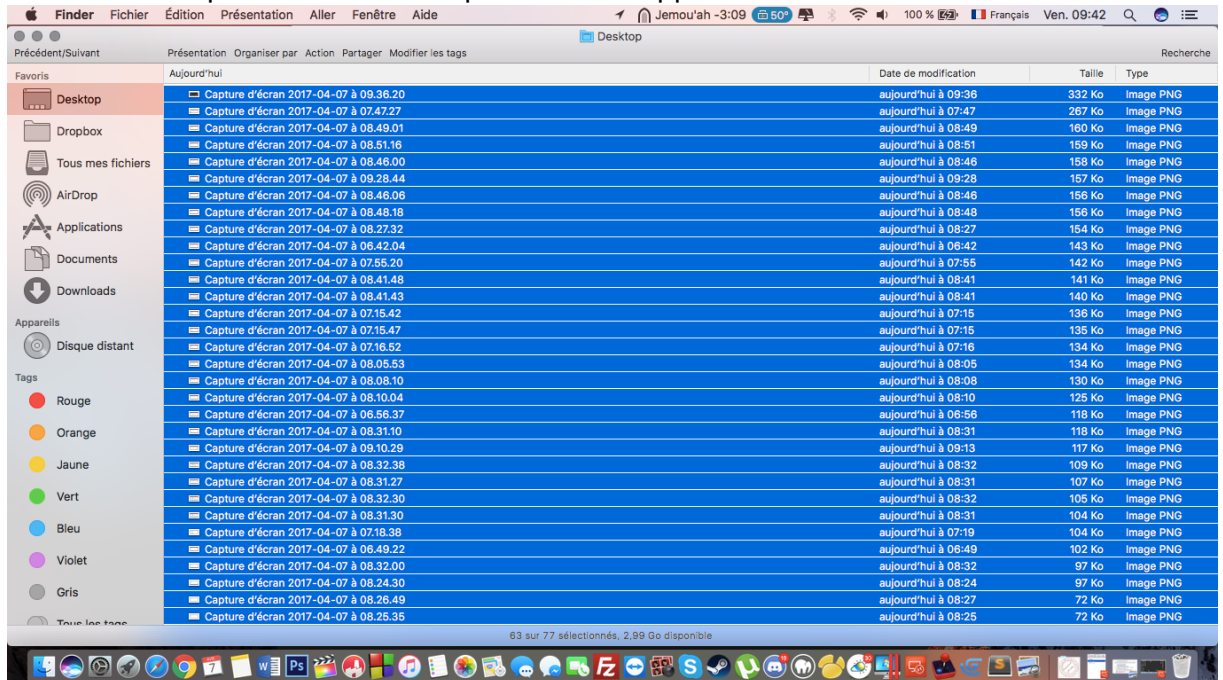 Finder Fichier Édition Présentation Aller Fenêtre Aide Jemou'ah -3:09 50° 100 % Français Ven. 09:42
Desktop
Précédent/Suivant Présentation Organiser par Action Partager Modifier les tags Recherche
Favoris
Desktop
Dropbox
Tous mes fichiers
AirDrop
Applications
Documents
Downloads
Appareils
Disque distant
Tags
Rouge
Orange
Jaune
Vert
Bleu
Violet
Gris
Tous les tags
Aujourd'hui Date de modification Taille Type
Capture d'écran 2017-04-07 à 09.36.20 aujourd'hui à 09:36 332 Ko Image PNG
Capture d'écran 2017-04-07 à 07.47.27 aujourd'hui à 07:47 267 Ko Image PNG
Capture d'écran 2017-04-07 à 08.49.01 aujourd'hui à 08:49 160 Ko Image PNG
Capture d'écran 2017-04-07 à 08.51.16 aujourd'hui à 08:51 159 Ko Image PNG
Capture d'écran 2017-04-07 à 08.46.00 aujourd'hui à 08:46 158 Ko Image PNG
Capture d'écran 2017-04-07 à 09.28.44 aujourd'hui à 09:28 157 Ko Image PNG
Capture d'écran 2017-04-07 à 08.46.06 aujourd'hui à 08:46 156 Ko Image PNG
Capture d'écran 2017-04-07 à 08.48.18 aujourd'hui à 08:48 156 Ko Image PNG
Capture d'écran 2017-04-07 à 08.27.32 aujourd'hui à 08:27 154 Ko Image PNG
Capture d'écran 2017-04-07 à 06.42.04 aujourd'hui à 06:42 143 Ko Image PNG
Capture d'écran 2017-04-07 à 07.55.20 aujourd'hui à 07:55 142 Ko Image PNG
Capture d'écran 2017-04-07 à 08.41.48 aujourd'hui à 08:41 141 Ko Image PNG
Capture d'écran 2017-04-07 à 08.41.43 aujourd'hui à 08:41 140 Ko Image PNG
Capture d'écran 2017-04-07 à 07.15.42 aujourd'hui à 07:15 136 Ko Image PNG
Capture d'écran 2017-04-07 à 07.15.47 aujourd'hui à 07:15 135 Ko Image PNG
Capture d'écran 2017-04-07 à 07.16.52 aujourd'hui à 07:16 134 Ko Image PNG
Capture d'écran 2017-04-07 à 08.05.53 aujourd'hui à 08:05 134 Ko Image PNG
Capture d'écran 2017-04-07 à 08.08.10 aujourd'hui à 08:08 130 Ko Image PNG
Capture d'écran 2017-04-07 à 08.10.04 aujourd'hui à 08:10 125 Ko Image PNG
Capture d'écran 2017-04-07 à 06.56.37 aujourd'hui à 06:56 118 Ko Image PNG
Capture d'écran 2017-04-07 à 08.31.10 aujourd'hui à 08:31 118 Ko Image PNG
Capture d'écran 2017-04-07 à 09.10.29 aujourd'hui à 09:13 117 Ko Image PNG
Capture d'écran 2017-04-07 à 08.32.38 aujourd'hui à 08:32 109 Ko Image PNG
Capture d'écran 2017-04-07 à 08.31.27 aujourd'hui à 08:31 107 Ko Image PNG
Capture d'écran 2017-04-07 à 08.32.30 aujourd'hui à 08:32 105 Ko Image PNG
Capture d'écran 2017-04-07 à 08.31.30 aujourd'hui à 08:31 104 Ko Image PNG
Capture d'écran 2017-04-07 à 07.18.38 aujourd'hui à 07:19 104 Ko Image PNG
Capture d'écran 2017-04-07 à 06.49.22 aujourd'hui à 06:49 102 Ko Image PNG
Capture d'écran 2017-04-07 à 08.32.00 aujourd'hui à 08:32 97 Ko Image PNG
Capture d'écran 2017-04-07 à 08.24.30 aujourd'hui à 08:24 97 Ko Image PNG
Capture d'écran 2017-04-07 à 08.26.49 aujourd'hui à 08:27 72 Ko Image PNG
Capture d'écran 2017-04-07 à 08.25.35 aujourd'hui à 08:25 72 Ko Image PNG
63 sur 77 sélectionnés, 2,99 Go disponible